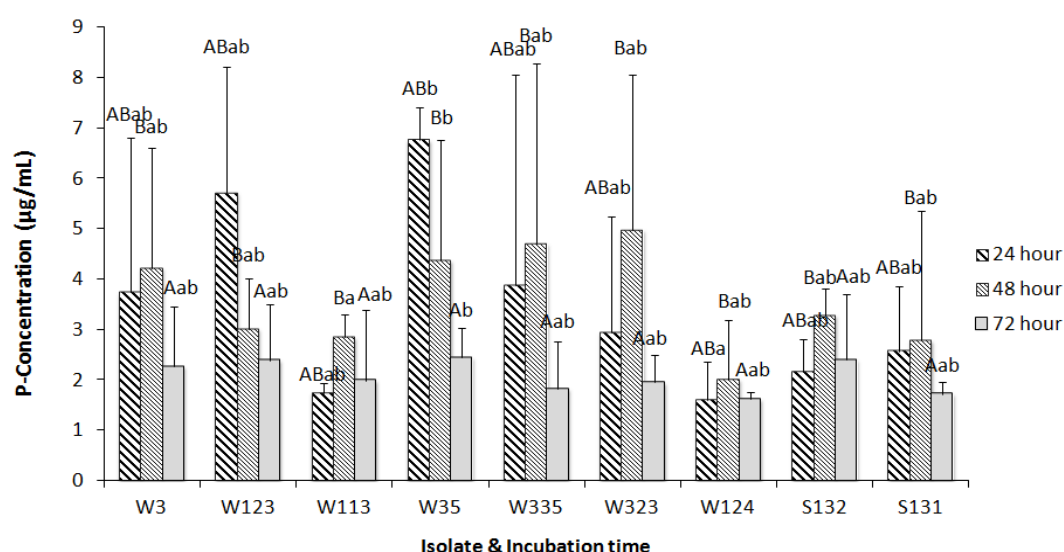 9
8
7
6
5
4
3
2
1
0
P-Concentration (µg/mL)
ABab
Bab
Aab
ABab
Bab
Aab
ABab
Ba
Aab
ABb
Bb
Ab
ABab
Bab
Aab
ABab
Bab
Aab
ABa
Bab
Aab
ABab
Bab
Aab
ABab
Bab
Aab
24 hour
48 hour
72 hour
W3 W123 W113 W35 W335 W323 W124 S132 S131
Isolate & Incubation time